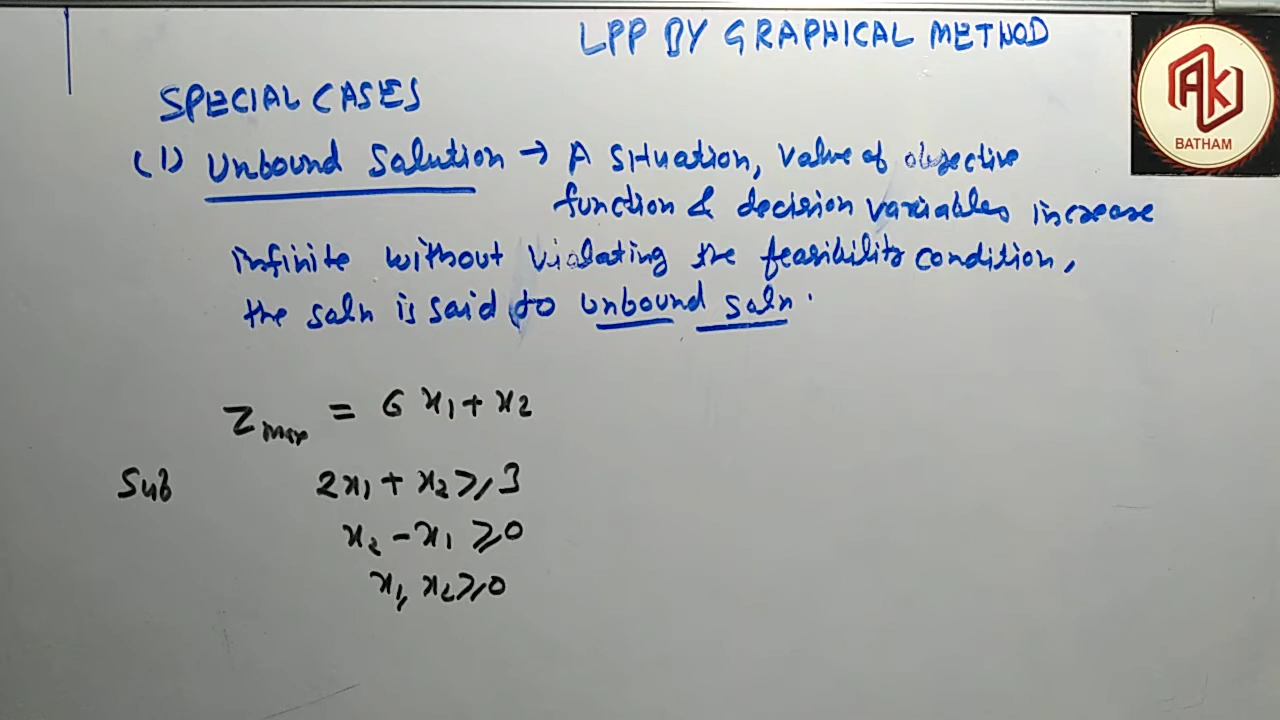 LPP BY GRAPHICAL METHOD
AK
BATHAM
SPECIAL CASES
(1) Unbound Solution → A situation, value of objective
function & decision variables increase
infinite without violating the feasibility condition,
the soln is said to unbound soln.
Z max = 6x₁ + x₂
Sub 2x₁ + x₂ ≥ 3
x₂ - x₁ ≥ 0
x₁, x₂ ≥ 0